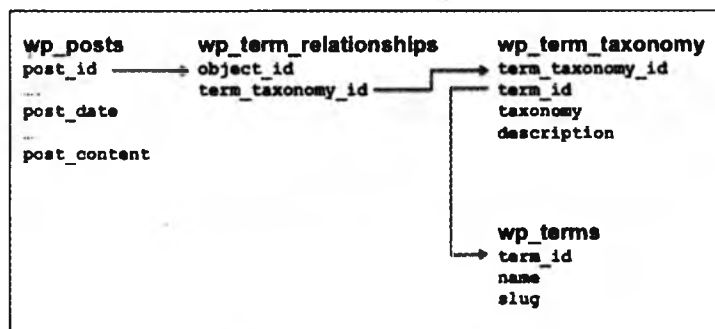 wp_posts
post_id
...
post_date
...
post_content
wp_term_relationships
object_id
term_taxonomy_id
wp_term_taxonomy
term_taxonomy_id
term_id
taxonomy
description
wp_terms
term_id
name
slug